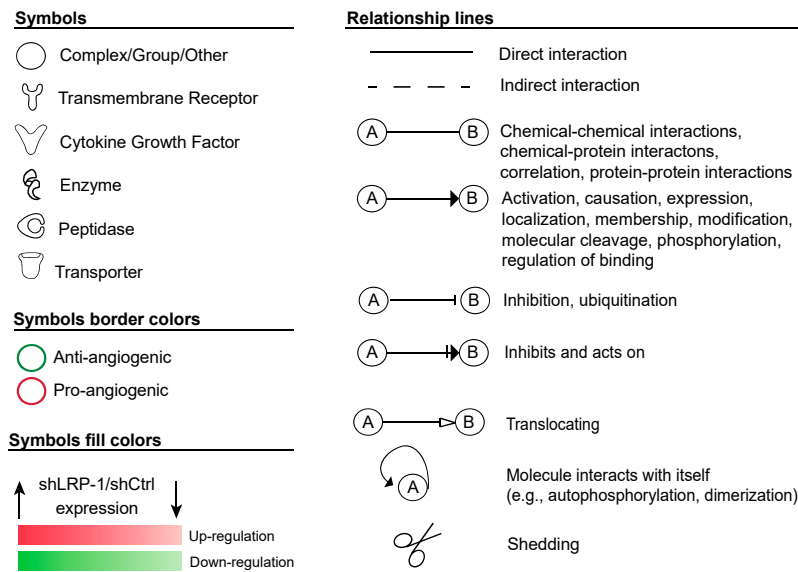 Symbols
Complex/Group/Other
Transmembrane Receptor
Cytokine Growth Factor
Enzyme
Peptidase
Transporter
Symbols border colors
Anti-angiogenic
Pro-angiogenic
Symbols fill colors
shLRP-1/shCtrl
expression
Up-regulation
Down-regulation
Relationship lines
Direct interaction
Indirect interaction
A B Chemical-chemical interactions,
chemical-protein interactons,
correlation, protein-protein interactions
A B Activation, causation, expression,
localization, membership, modification,
molecular cleavage, phosphorylation,
regulation of binding
A B Inhibition, ubiquitination
A B Inhibits and acts on
A B Translocating
A Molecule interacts with itself
(e.g., autophosphorylation, dimerization)
Shedding